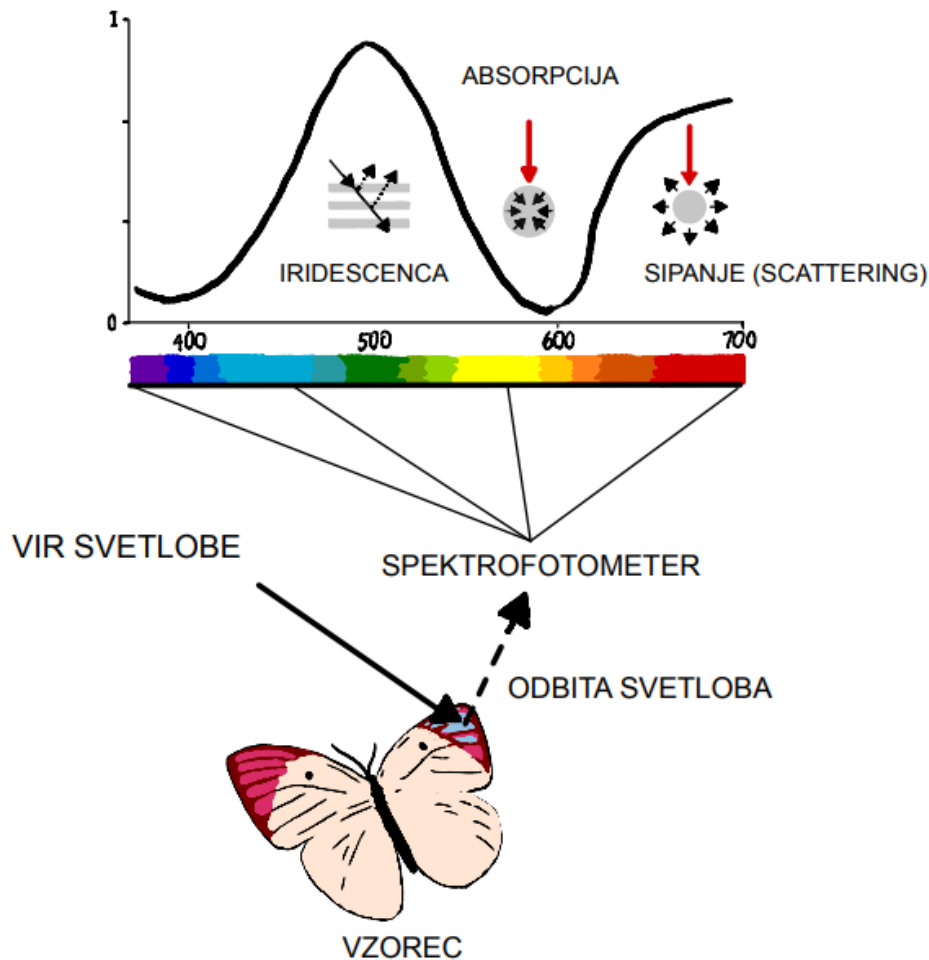 1
ABSORPCIJA
IRIDESCENCA
SIPANJE (SCATTERING)
0
400 500 600 700
VIR SVETLOBE
SPEKTROFOTOMETER
ODBITA SVETLOBA
VZOREC